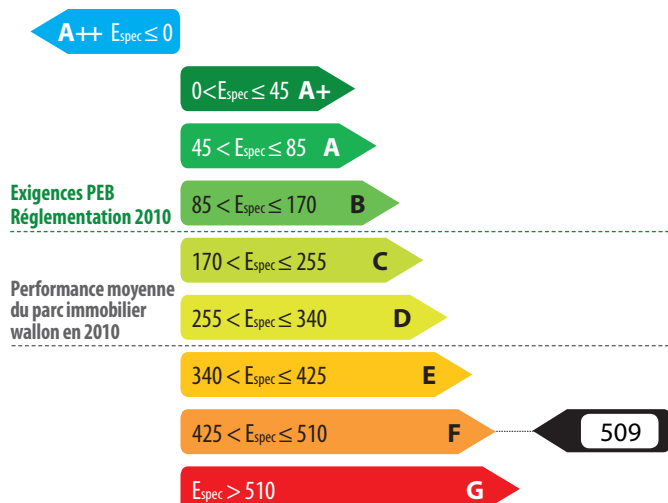 A++ Espec ≤ 0
0<Espec ≤ 45 A+
45 < Espec ≤ 85 A
Exigences PEB
Réglementation 2010
85 < Espec ≤ 170 B
170 < Espec ≤ 255 C
Performance moyenne
du parc immobilier
wallon en 2010
255 < Espec ≤ 340 D
340 < Espec ≤ 425 E
425 < Espec ≤ 510 F
509
Espec > 510 G